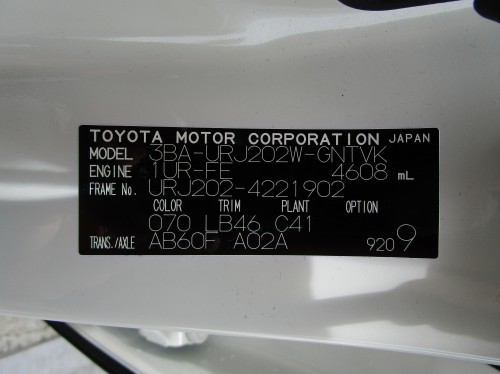 TOYOTA MOTOR CORPORATION JAPAN
MODEL 3BA-URJ202W-GNTVK
ENGINE 1UR-FE 4608 mL
FRAME No. URJ202-4221902
COLOR TRIM PLANT OPTION
070 LB46 C41
TRANS./AXLE AB60F A02A 9209